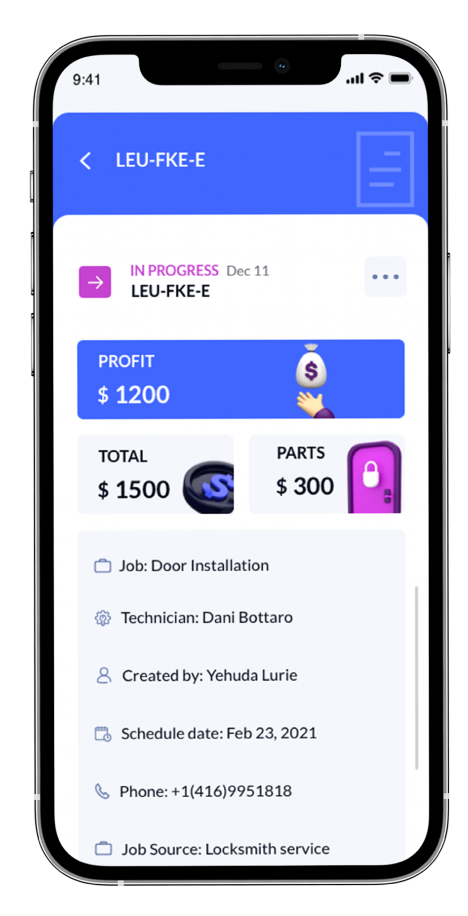 9:41
LEU-FKE-E
IN PROGRESS Dec 11
LEU-FKE-E
PROFIT
$ 1200
TOTAL
$ 1500
PARTS
$ 300
Job: Door Installation
Technician: Dani Bottaro
Created by: Yehuda Lurie
Schedule date: Feb 23, 2021
Phone: +1(416)9951818
Job Source: Locksmith service